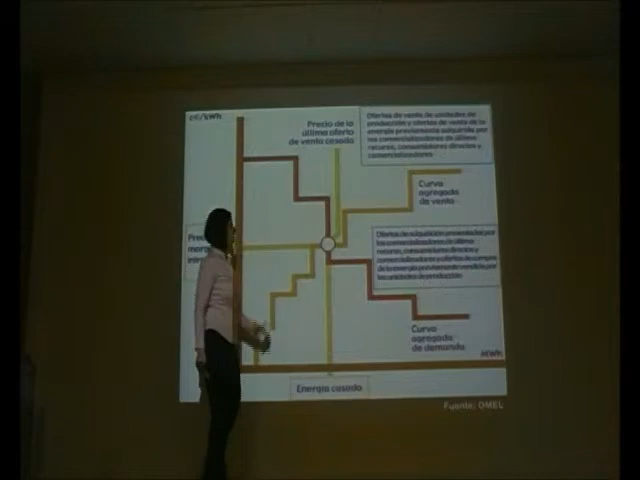 cti/kWh
Precio de la
última oferta
de venta casada
Ofertas de venta de unidades de
producción y ofertas de venta de la
energía previamente adquirida por
los comercializadores de último
recurso, consumidores directos y
comercializadores
Curva
agregada
de venta
Ofertas de adquisición presentadas por
los comercializadores de último
recurso, consumidores directos y
comercializadores y ofertas de compra
de la energía previamente vendida por
las unidades de producción
Curva
agregada
de demanda
MWh
Energía casada
Fuente: OMEL